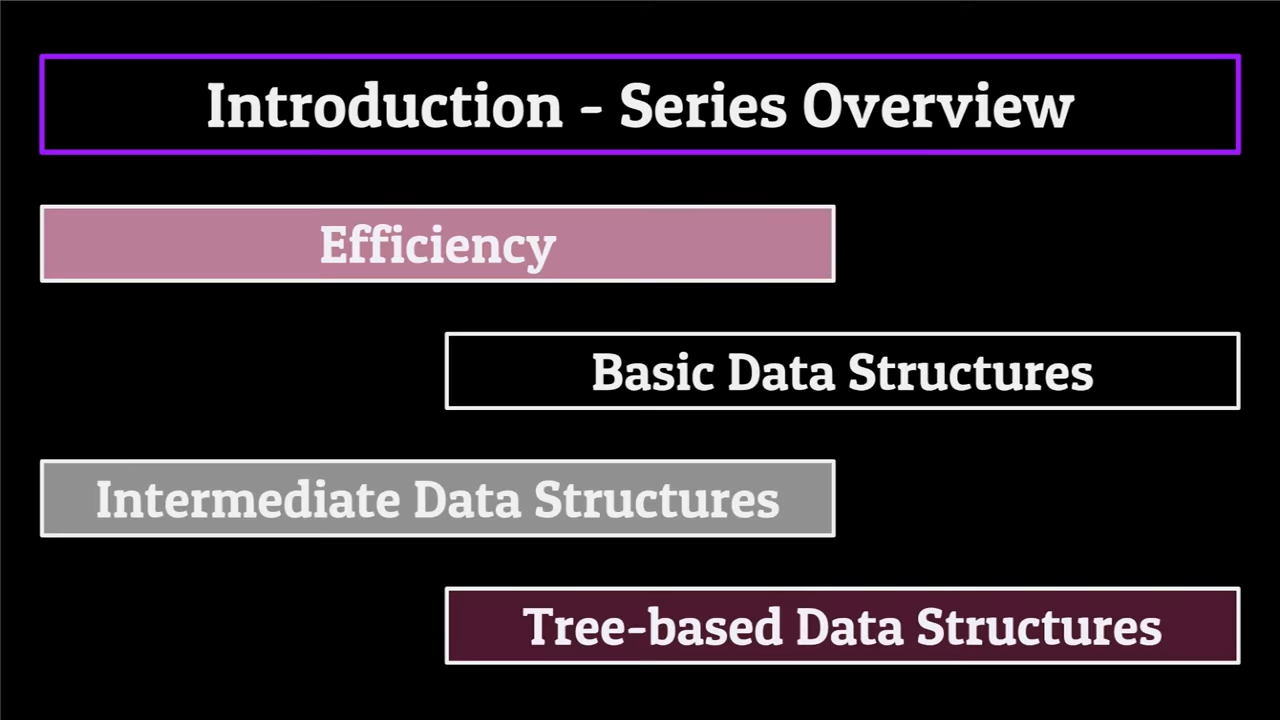 Introduction - Series Overview
Efficiency
Basic Data Structures
Intermediate Data Structures
Tree-based Data Structures